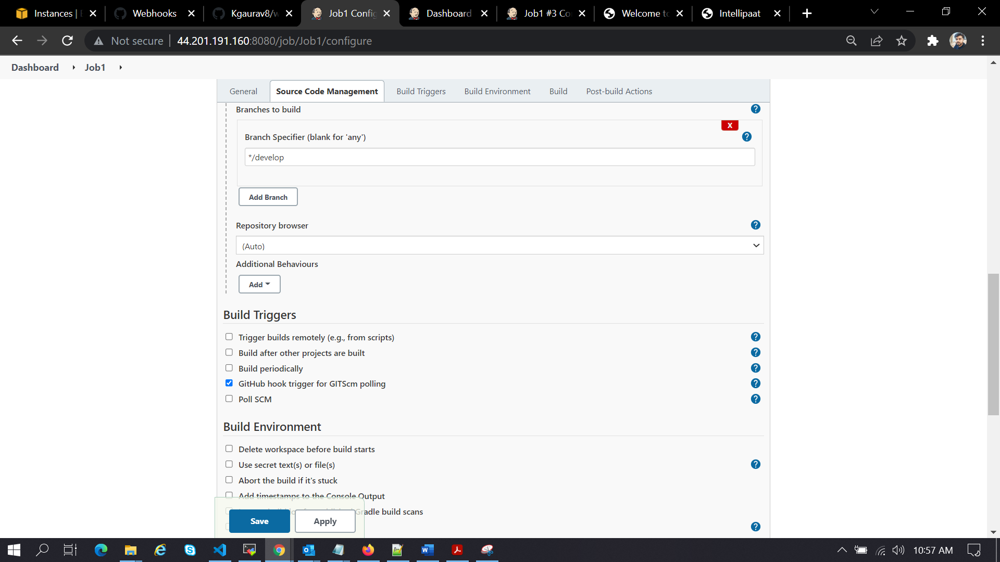 Instances |
Webhooks
Kgaurav8/w
Job1 Config
Dashboard
Job1 #3 Co
Welcome to
Intellipaat
Not secure
44.201.191.160:8080/job/Job1/configure
Dashboard
Job1
General
Source Code Management
Build Triggers
Build Environment
Build
Post-build Actions
Branches to build
?
X
Branch Specifier (blank for 'any')
?
*/develop
Add Branch
Repository browser
?
(Auto)
Additional Behaviours
Add
Build Triggers
Trigger builds remotely (e.g., from scripts)
?
Build after other projects are built
?
Build periodically
?
GitHub hook trigger for GITScm polling
?
Poll SCM
?
Build Environment
Delete workspace before build starts
Use secret text(s) or file(s)
?
Abort the build if it's stuck
Add timestamps to the Console Output
Gradle build scans
Save
Apply
?
10:57 AM